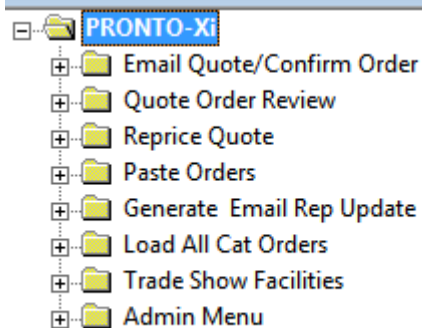 PRONTO-Xi
Email Quote/Confirm Order
Quote Order Review
Reprice Quote
Paste Orders
Generate  Email Rep Update
Load All Cat Orders
Trade Show Facilities
Admin Menu